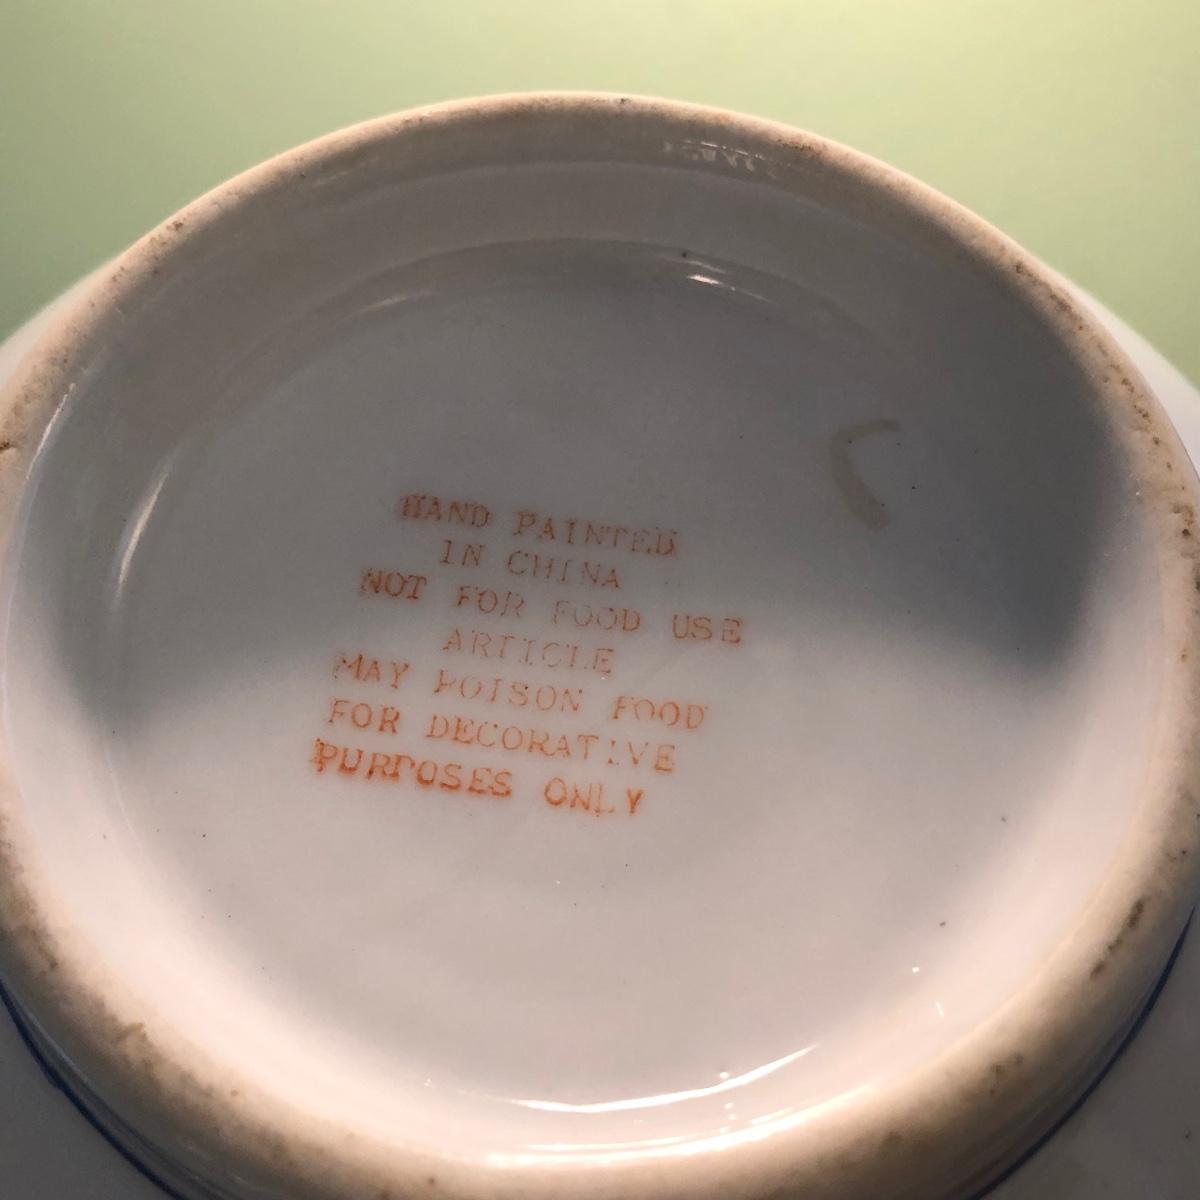 HAND PAINTED
IN CHINA
NOT FOR FOOD USE
ARTICLE
MAY POISON FOOD
FOR DECORATIVE
PURPOSES ONLY